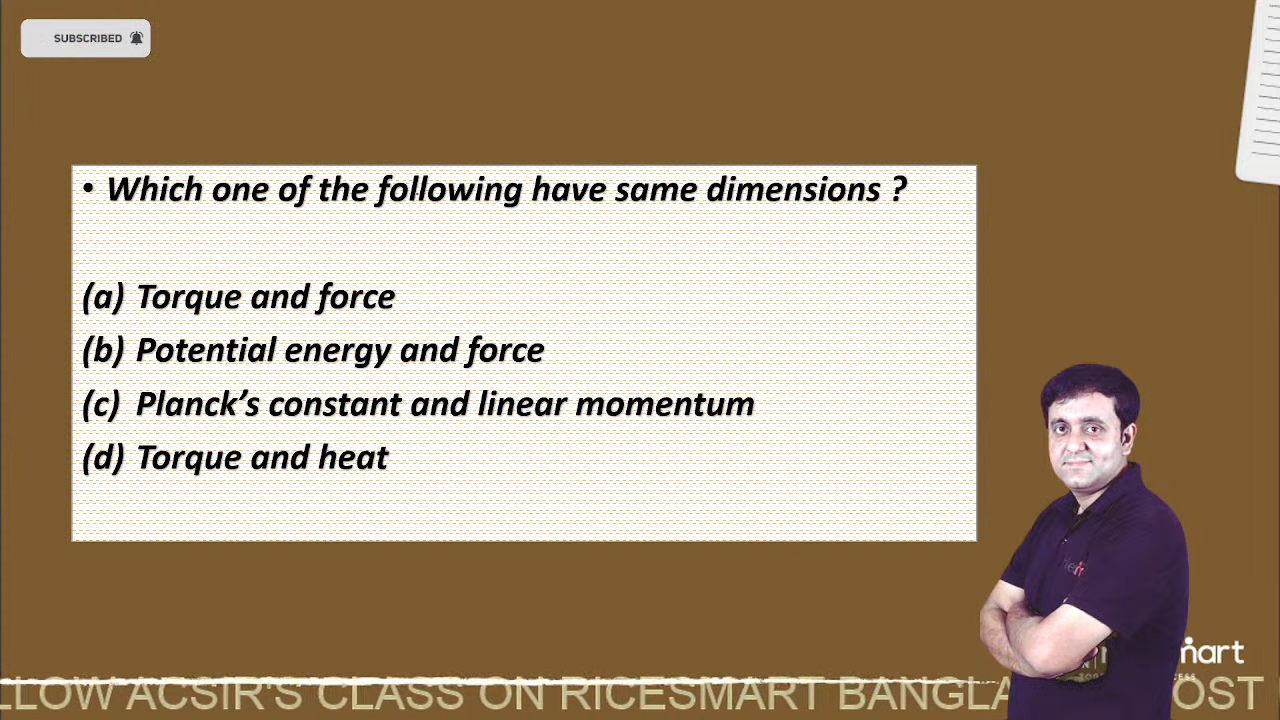 SUBSCRIBED
• Which one of the following have same dimensions ?
(a) Torque and force
(b) Potential energy and force
(c) Planck’s constant and linear momentum
(d) Torque and heat
LLOW ACSIR'S CLASS ON RICESMART BANGLA OST